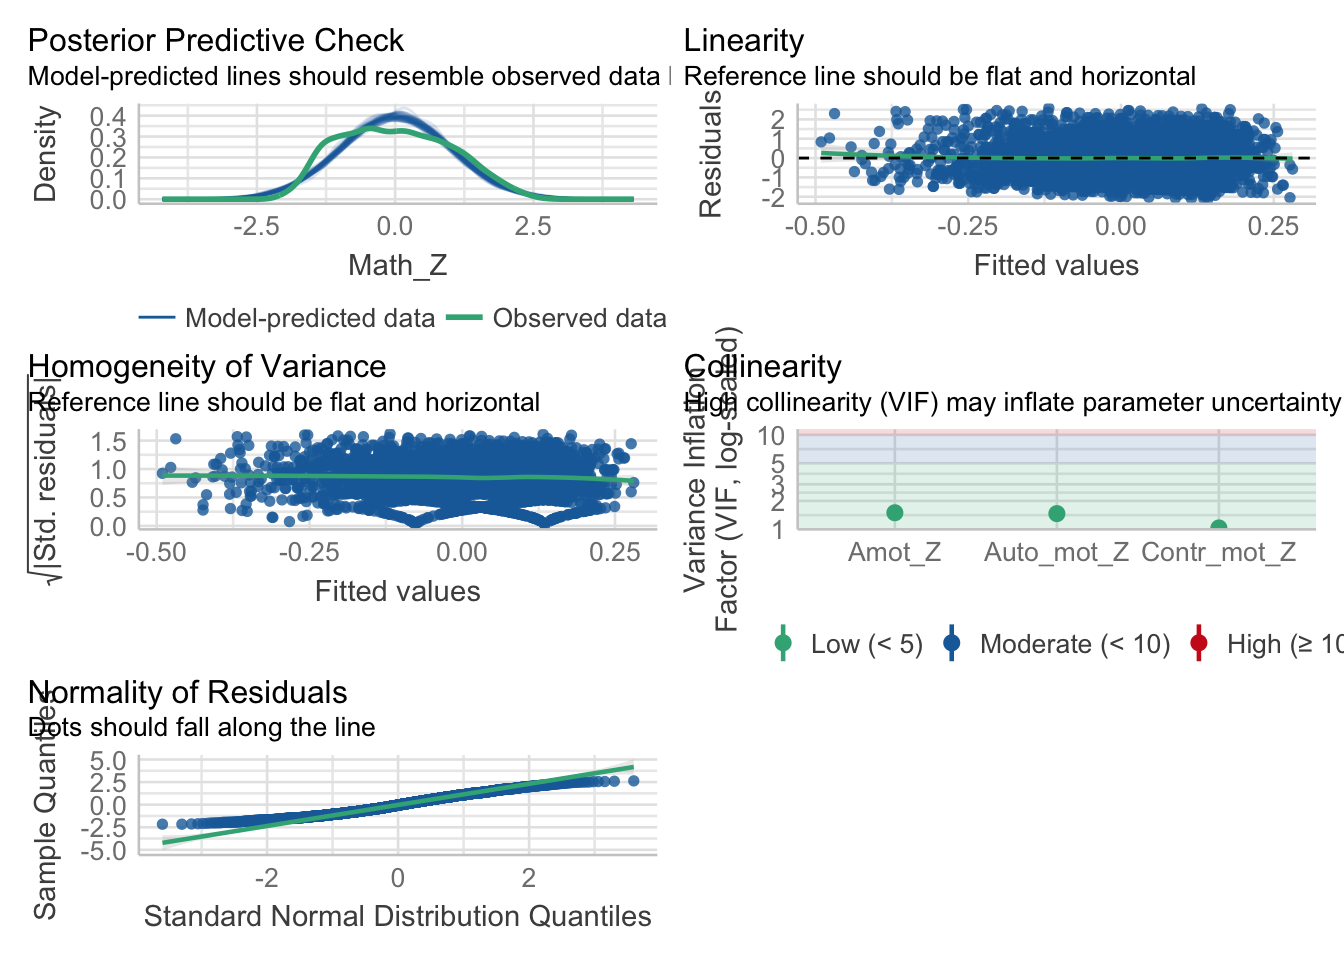 Posterior Predictive Check
Model-predicted lines should resemble observed data
Density
0.4
0.3
0.2
0.1
0.0
-2.5 0.0 2.5
Math_Z
Model-predicted data Observed data
Linearity
Reference line should be flat and horizontal
Residuals
2
1
0
-1
-2
-0.50 -0.25 0.00 0.25
Fitted values
Homogeneity of Variance
Reference line should be flat and horizontal
√|Std. residuals|
1.5
1.0
0.5
0.0
-0.50 -0.25 0.00 0.25
Fitted values
Collinearity
High collinearity (VIF) may inflate parameter uncertainty
Variance Inflation
Factor (VIF, log-scaled)
10
5
3
2
1
Amot_Z Auto_mot_Z Contr_mot_Z
Low (< 5) Moderate (< 10) High (≥ 10
Normality of Residuals
Dots should fall along the line
Sample Quantiles
5.0
2.5
0.0
-2.5
-5.0
-2 0 2
Standard Normal Distribution Quantiles